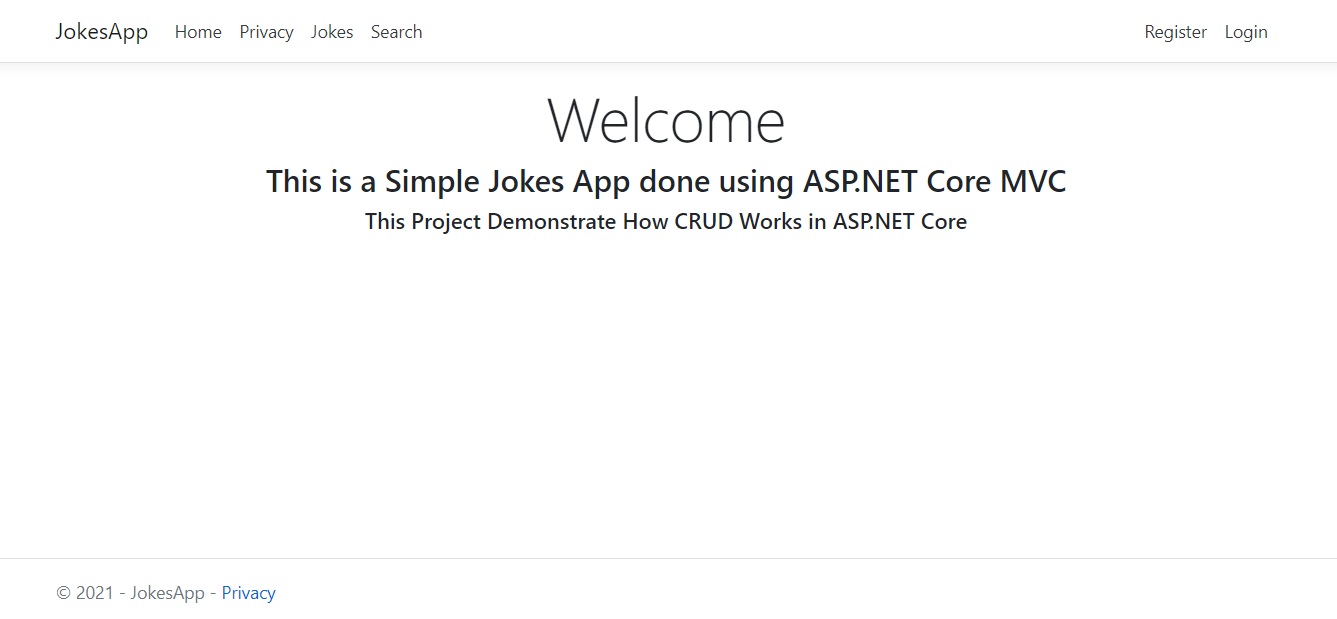 JokesApp Home Privacy Jokes Search Register Login
Welcome
This is a Simple Jokes App done using ASP.NET Core MVC
This Project Demonstrate How CRUD Works in ASP.NET Core
© 2021 - JokesApp - Privacy